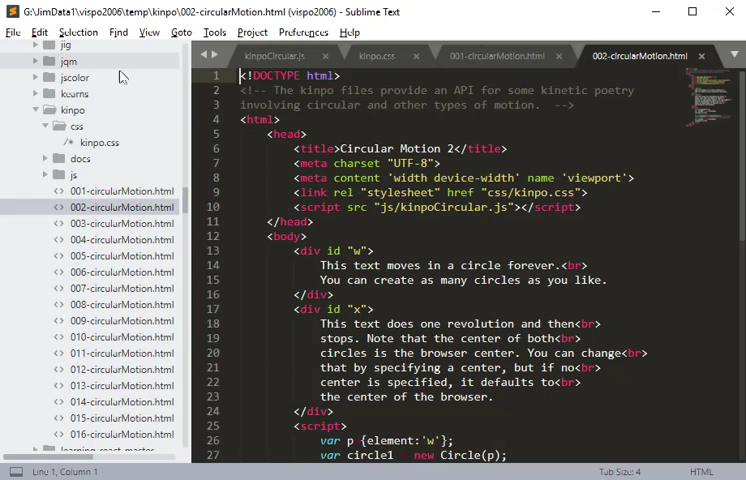 G:\JimData1\vispo2006\temp\kinpo\002-circularMotion.html (vispo2006) - Sublime Text
File Edit Selection Find View Goto Tools Project Preferences Help
jig
jqm
jscolor
kearns
kinpo
css
/* kinpo.css
docs
js
<> 001-circularMotion.html
<> 002-circularMotion.html
<> 003-circularMotion.html
<> 004-circularMotion.html
<> 005-circularMotion.html
<> 006-circularMotion.html
<> 007-circularMotion.html
<> 008-circularMotion.html
<> 009-circularMotion.html
<> 010-circularMotion.html
<> 011-circularMotion.html
<> 012-circularMotion.html
<> 013-circularMotion.html
<> 014-circularMotion.html
<> 015-circularMotion.html
<> 016-circularMotion.html
learning-react-master
kinpoCircular.js × kinpo.css × 001-circularMotion.html × 002-circularMotion.html ×
1 <!DOCTYPE html>
2 <!-- The kinpo files provide an API for some kinetic poetry
3 involving circular and other types of motion. -->
4 <html>
5 <head>
6 <title>Circular Motion 2</title>
7 <meta charset "UTF-8">
8 <meta content 'width device-width' name 'viewport'>
9 <link rel "stylesheet" href "css/kinpo.css">
10 <script src "js/kinpoCircular.js"></script>
11 </head>
12 <body>
13 <div id "w">
14 This text moves in a circle forever.<br>
15 You can create as many circles as you like.
16 </div>
17 <div id "x">
18 This text does one revolution and then<br>
19 stops. Note that the center of both<br>
20 circles is the browser center. You can change<br>
21 that by specifying a center, but if no<br>
22 center is specified, it defaults to<br>
23 the center of the browser.
24 </div>
25 <script>
26 var p {element:'w'};
27 var circle1 new Circle(p);
Line 1, Column 1 Tab Size: 4 HTML